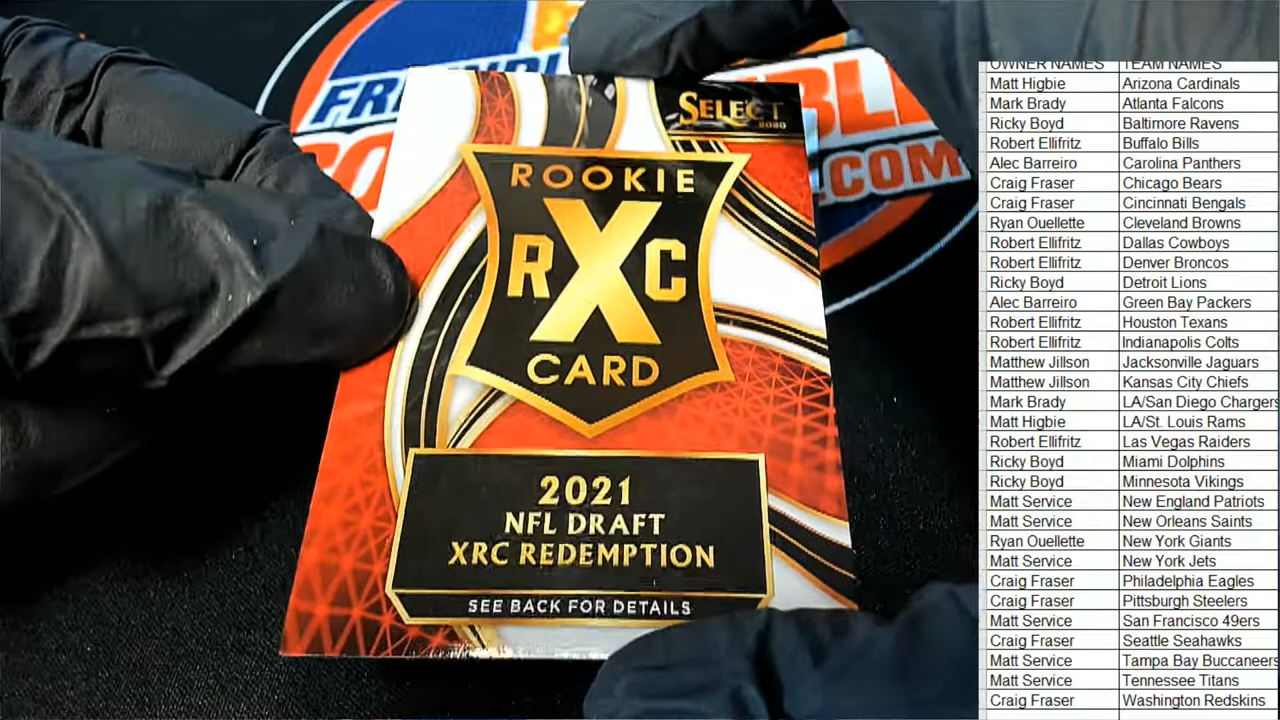 FRI
BL
CO
.COM
SELECT
2020
ROOKIE
RXC
CARD
2021
NFL DRAFT
XRC REDEMPTION
SEE BACK FOR DETAILS
OWNER NAMES TEAM NAMES
Matt Higbie Arizona Cardinals
Mark Brady Atlanta Falcons
Ricky Boyd Baltimore Ravens
Robert Ellifritz Buffalo Bills
Alec Barreiro Carolina Panthers
Craig Fraser Chicago Bears
Craig Fraser Cincinnati Bengals
Ryan Ouellette Cleveland Browns
Robert Ellifritz Dallas Cowboys
Robert Ellifritz Denver Broncos
Ricky Boyd Detroit Lions
Alec Barreiro Green Bay Packers
Robert Ellifritz Houston Texans
Robert Ellifritz Indianapolis Colts
Matthew Jillson Jacksonville Jaguars
Matthew Jillson Kansas City Chiefs
Mark Brady LA/San Diego Chargers
Matt Higbie LA/St. Louis Rams
Robert Ellifritz Las Vegas Raiders
Ricky Boyd Miami Dolphins
Ricky Boyd Minnesota Vikings
Matt Service New England Patriots
Matt Service New Orleans Saints
Ryan Ouellette New York Giants
Matt Service New York Jets
Craig Fraser Philadelphia Eagles
Craig Fraser Pittsburgh Steelers
Matt Service San Francisco 49ers
Craig Fraser Seattle Seahawks
Matt Service Tampa Bay Buccaneers
Matt Service Tennessee Titans
Craig Fraser Washington Redskins